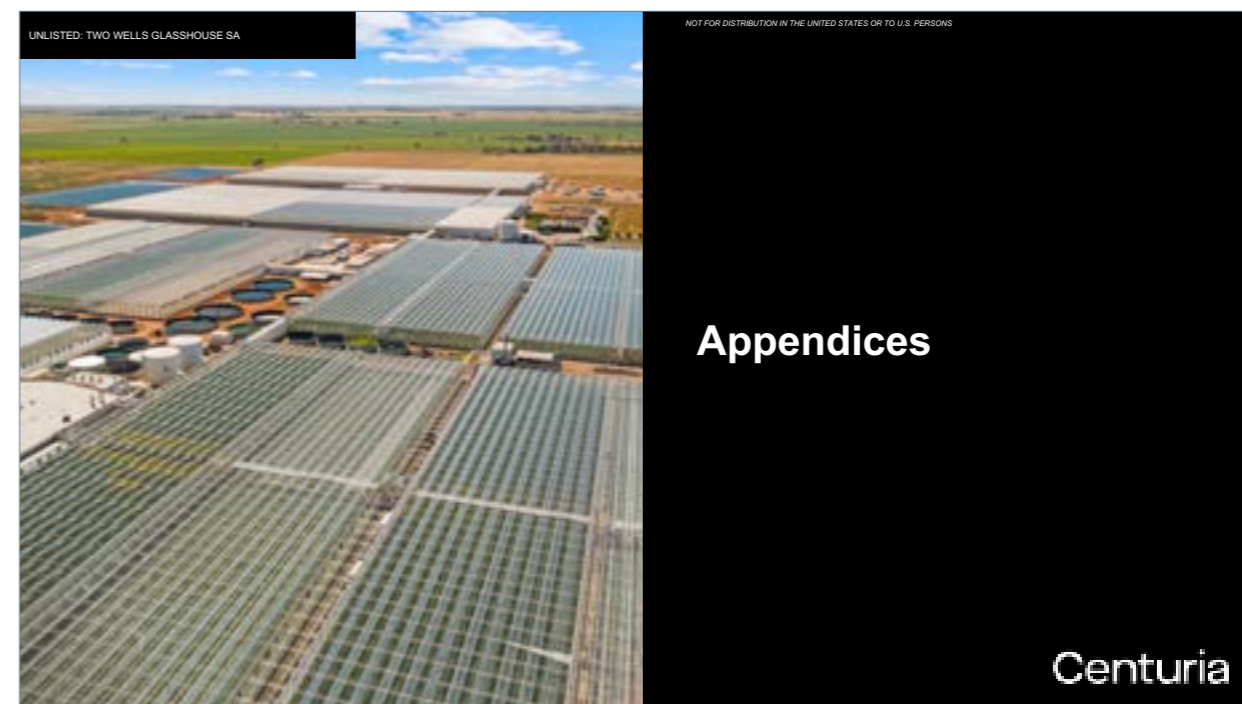 UNLISTED: TWO WELLS GLASSHOUSE SA
NOT FOR DISTRIBUTION IN THE UNITED STATES OR TO U.S. PERSONS
Appendices
Centuria